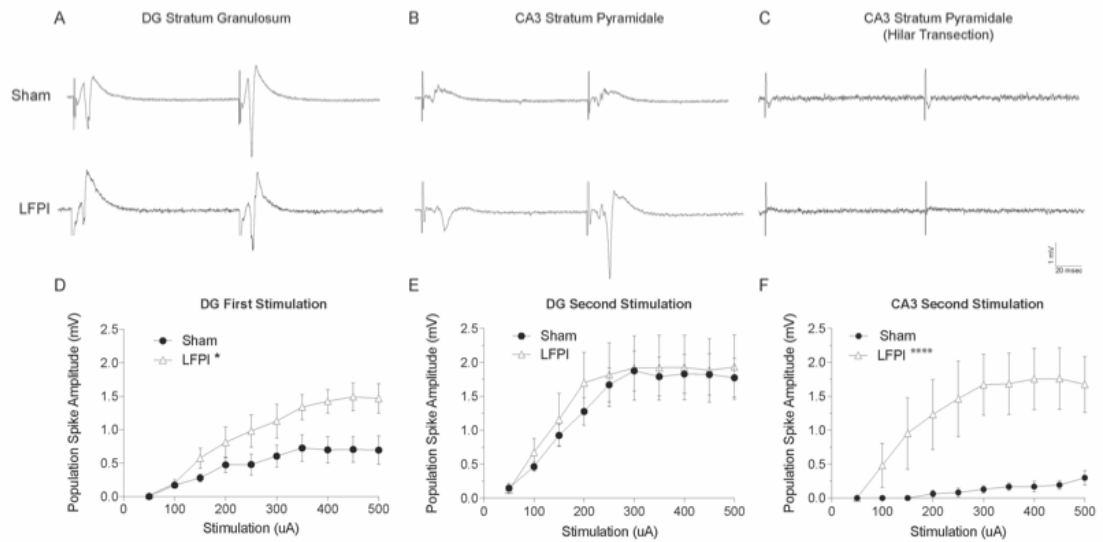 A
DG Stratum Granulosum
B
CA3 Stratum Pyramidale
C
CA3 Stratum Pyramidale
(Hilar Transection)
Sham
LFPI
1 mV
20 msec
D
DG First Stimulation
Population Spike Amplitude (mV)
2.5
2.0
1.5
1.0
0.5
0.0
Sham
LFPI *
0 100 200 300 400 500
Stimulation (uA)
E
DG Second Stimulation
Population Spike Amplitude (mV)
2.5
2.0
1.5
1.0
0.5
0.0
Sham
LFPI
0 100 200 300 400 500
Stimulation (uA)
F
CA3 Second Stimulation
Population Spike Amplitude (mV)
2.5
2.0
1.5
1.0
0.5
0.0
Sham
LFPI ****
0 100 200 300 400 500
Stimulation (uA)